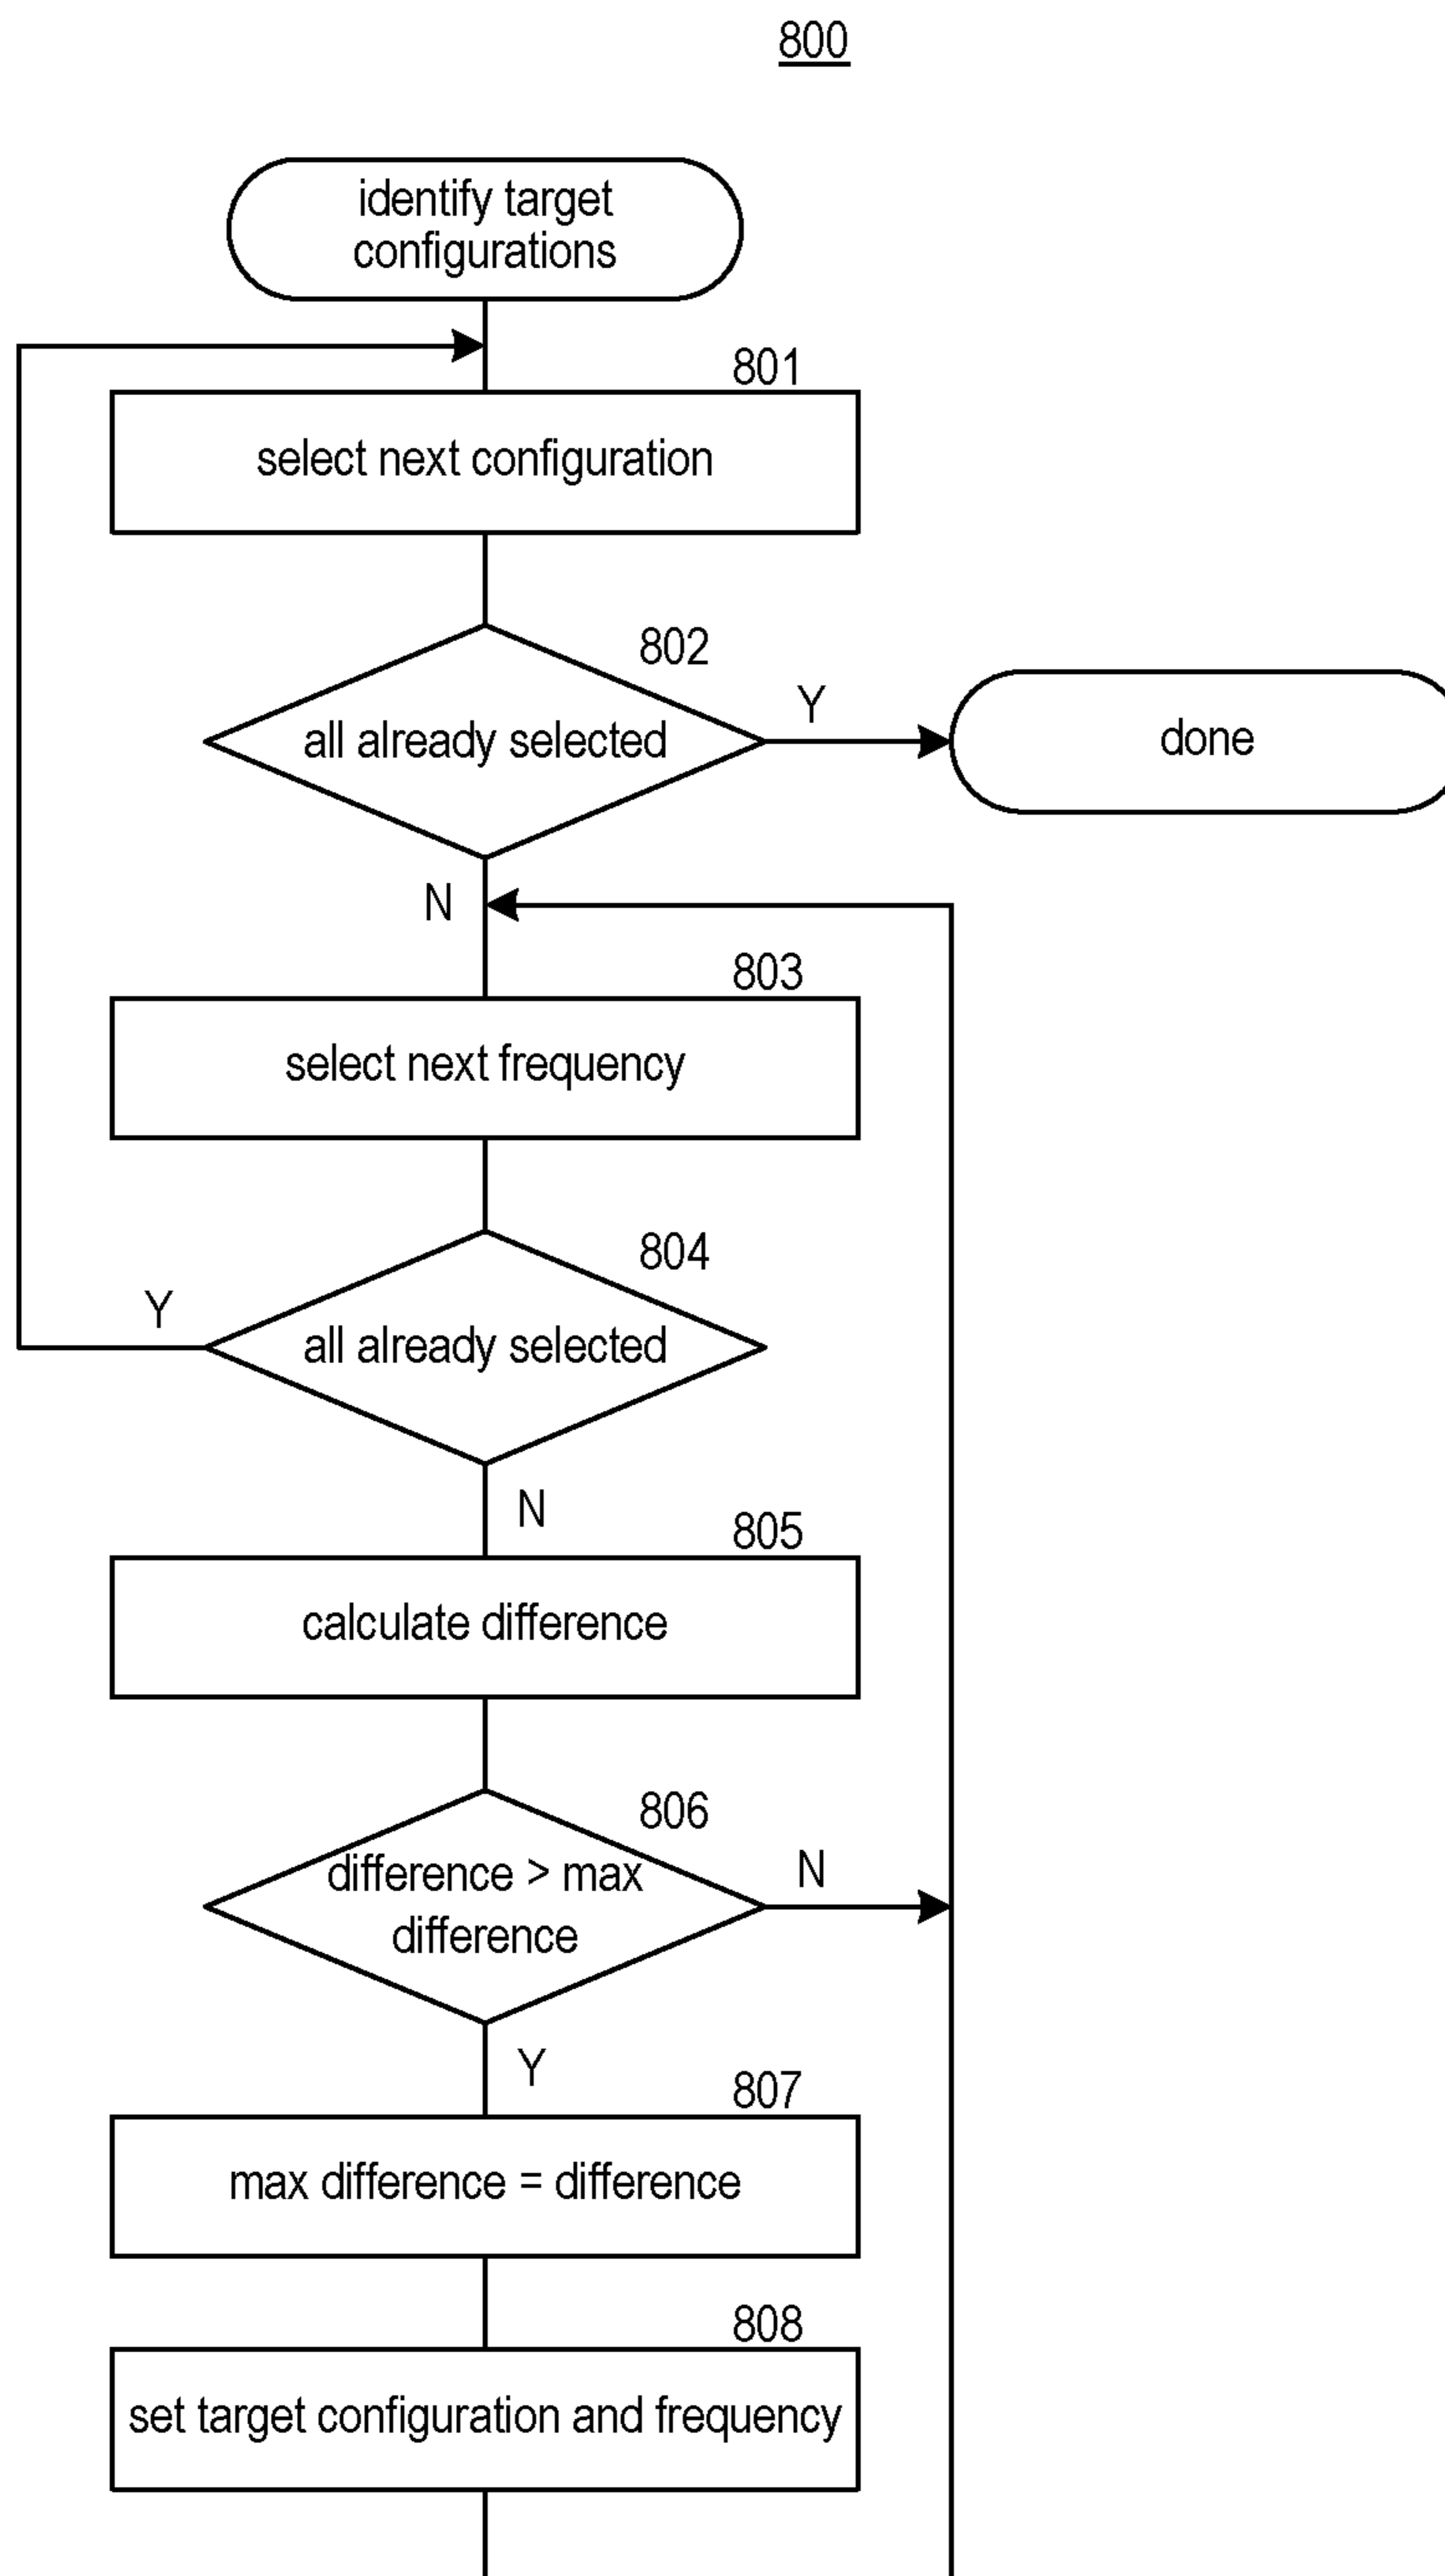 800
identify target
configurations
801
select next configuration
802
all already selected
Y
done
N
803
select next frequency
804
all already selected
Y
N
805
calculate difference
806
difference > max
difference
N
Y
807
max difference = difference
808
set target configuration and frequency